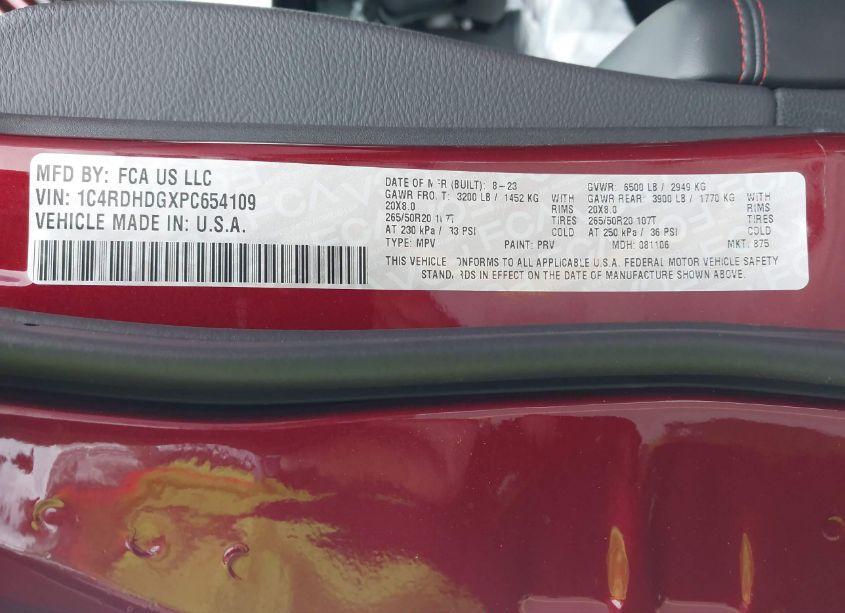 MFD BY: FCA US LLC
VIN: 1C4RDHDGXPC654109
VEHICLE MADE IN: U.S.A.
DATE OF MFR (BUILT): 8-23 GVWR: 6500 LB / 2949 KG
GAWR FRONT: 3200 LB / 1452 KG WITH GAWR REAR: 3900 LB / 1770 KG WITH
20X8.0 RIMS 20X8.0 RIMS
265/50R20 107T TIRES 265/50R20 107T TIRES
AT 230 kPa / 33 PSI COLD AT 250 kPa / 36 PSI COLD
TYPE: MPV PAINT: PRV MDH: 081106 MKT: 875
THIS VEHICLE CONFORMS TO ALL APPLICABLE U.S.A. FEDERAL MOTOR VEHICLE SAFETY
STANDARDS IN EFFECT ON THE DATE OF MANUFACTURE SHOWN ABOVE.